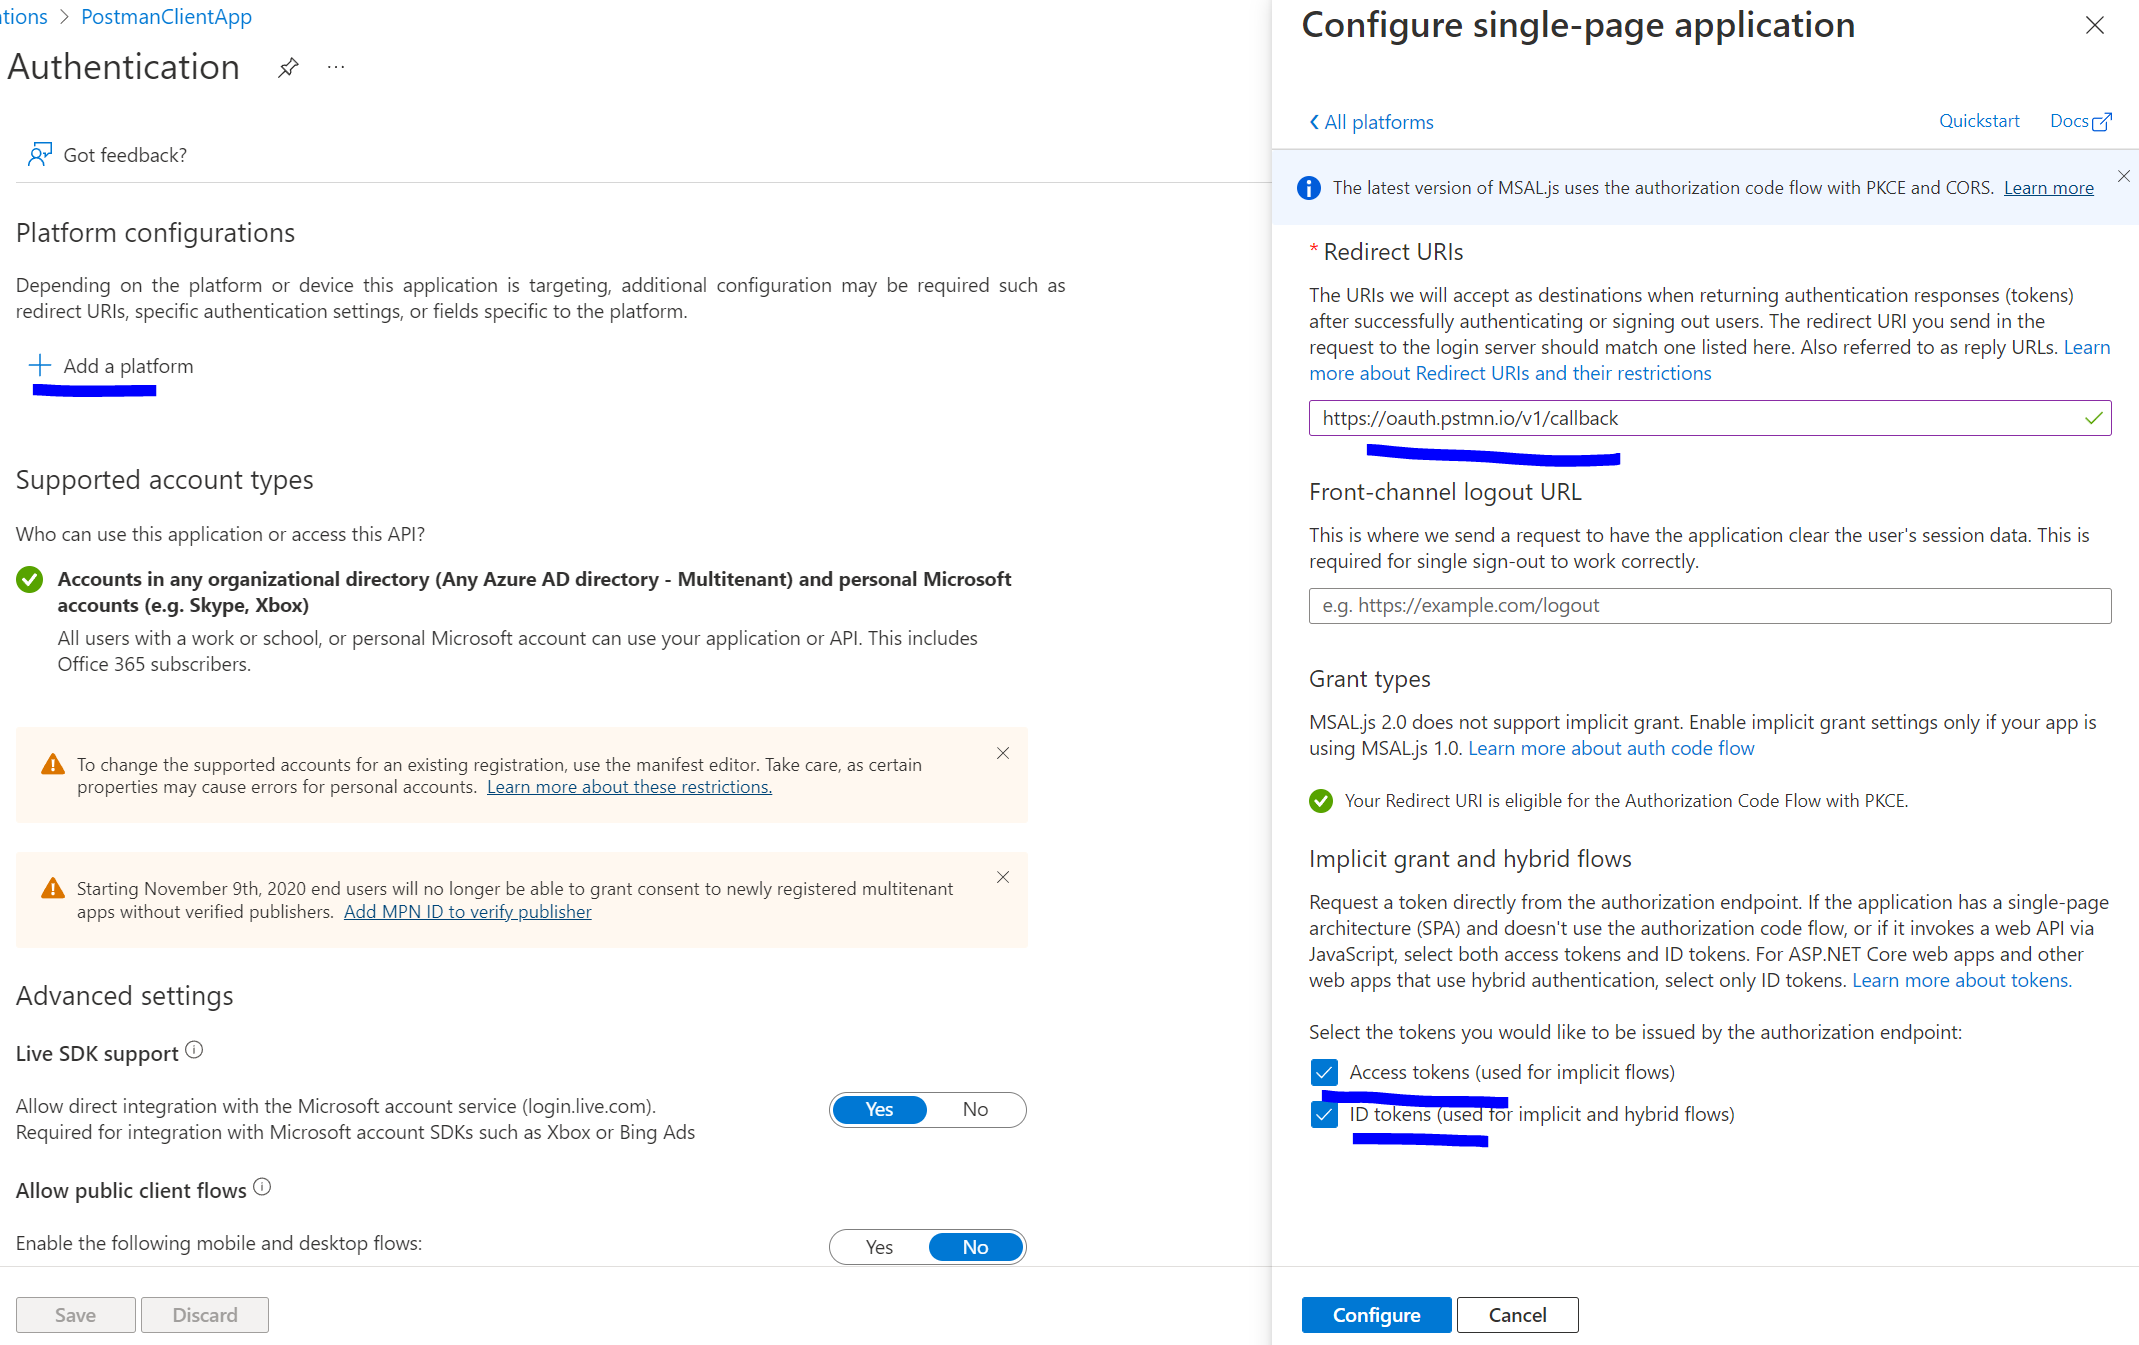 PostmanClientApp
Authentication
Got feedback?
Platform configurations
Depending on the platform or device this application is targeting, additional configuration may be required such as
redirect URIs, specific authentication settings, or fields specific to the platform.
Add a platform
Supported account types
Who can use this application or access this API?
Accounts in any organizational directory (Any Azure AD directory - Multitenant) and personal Microsoft
accounts (e.g. Skype, Xbox)
All users with a work or school, or personal Microsoft account can use your application or API. This includes
Office 365 subscribers.
To change the supported accounts for an existing registration, use the manifest editor. Take care, as certain
properties may cause errors for personal accounts. Learn more about these restrictions.
Starting November 9th, 2020 end users will no longer be able to grant consent to newly registered multitenant
apps without verified publishers. Add MPN ID to verify publisher
Advanced settings
Live SDK support
Allow direct integration with the Microsoft account service (login.live.com).
Required for integration with Microsoft account SDKs such as Xbox or Bing Ads
Yes No
Allow public client flows
Enable the following mobile and desktop flows:
Yes No
Save Discard
Configure single-page application
All platforms
Quickstart Docs
The latest version of MSAL.js uses the authorization code flow with PKCE and CORS. Learn more
* Redirect URIs
The URIs we will accept as destinations when returning authentication responses (tokens)
after successfully authenticating or signing out users. The redirect URI you send in the
request to the login server should match one listed here. Also referred to as reply URLs. Learn
more about Redirect URIs and their restrictions
https://oauth.pstmn.io/v1/callback
Front-channel logout URL
This is where we send a request to have the application clear the user's session data. This is
required for single sign-out to work correctly.
e.g. https://example.com/logout
Grant types
MSAL.js 2.0 does not support implicit grant. Enable implicit grant settings only if your app is
using MSAL.js 1.0. Learn more about auth code flow
Your Redirect URI is eligible for the Authorization Code Flow with PKCE.
Implicit grant and hybrid flows
Request a token directly from the authorization endpoint. If the application has a single-page
architecture (SPA) and doesn't use the authorization code flow, or if it invokes a web API via
JavaScript, select both access tokens and ID tokens. For ASP.NET Core web apps and other
web apps that use hybrid authentication, select only ID tokens. Learn more about tokens.
Select the tokens you would like to be issued by the authorization endpoint:
Access tokens (used for implicit flows)
ID tokens (used for implicit and hybrid flows)
Configure Cancel